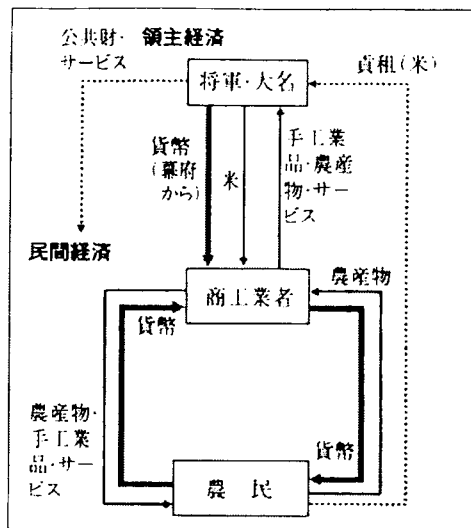 公共財・ 領主経済
サービス
将軍・大名
貢租(米)
貨幣
(幕府
から)
米
手工業
品・農産
物・サー
ビス
民間経済
商工業者
農産物
貨幣
農産物・
手工業
品・サー
ビス
貨幣
農 民